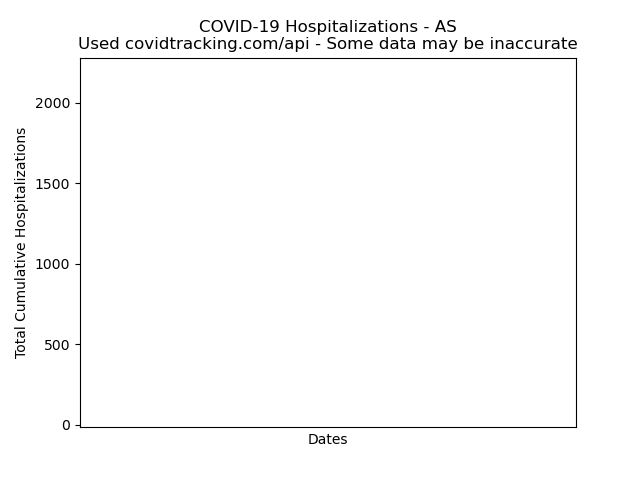 COVID-19 Hospitalizations - AS
Used covidtracking.com/api - Some data may be inaccurate
Total Cumulative Hospitalizations
2000
1500
1000
500
0
Dates